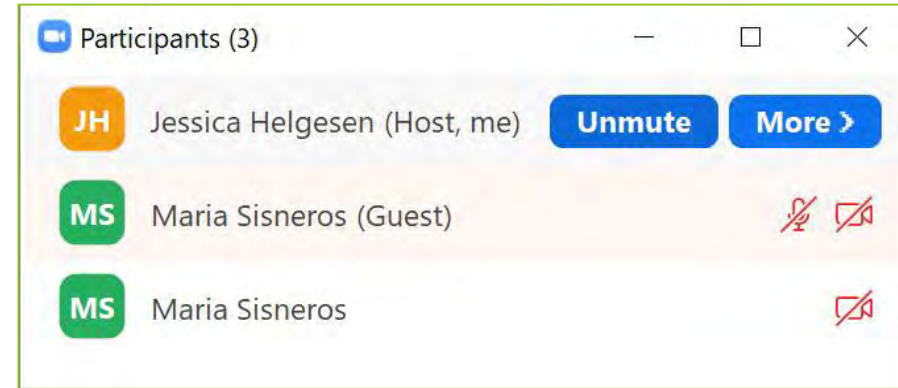 Participants (3)
JH Jessica Helgesen (Host, me) Unmute More >
MS Maria Sisneros (Guest)
MS Maria Sisneros